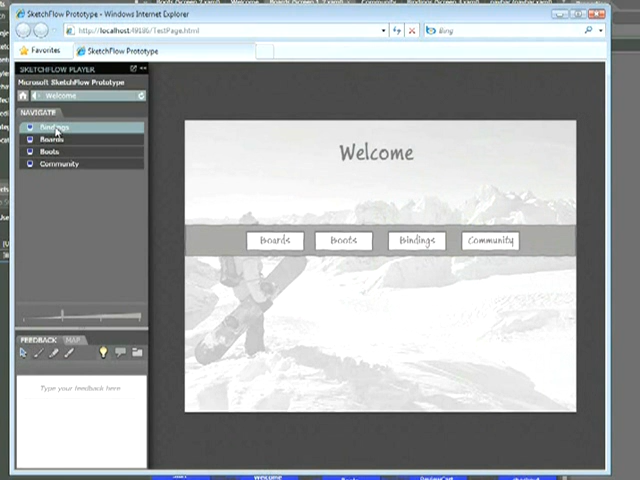 SketchFlow Prototype - Windows Internet Explorer
http://localhost:49186/TestPage.html
Bing
Favorites
SketchFlow Prototype
SKETCHFLOW PLAYER
Microsoft SketchFlow Prototype
Welcome
NAVIGATE
Bindings
Boards
Boots
Community
Welcome
Boards
Boots
Bindings
Community
FEEDBACK
MAP
Type your feedback here